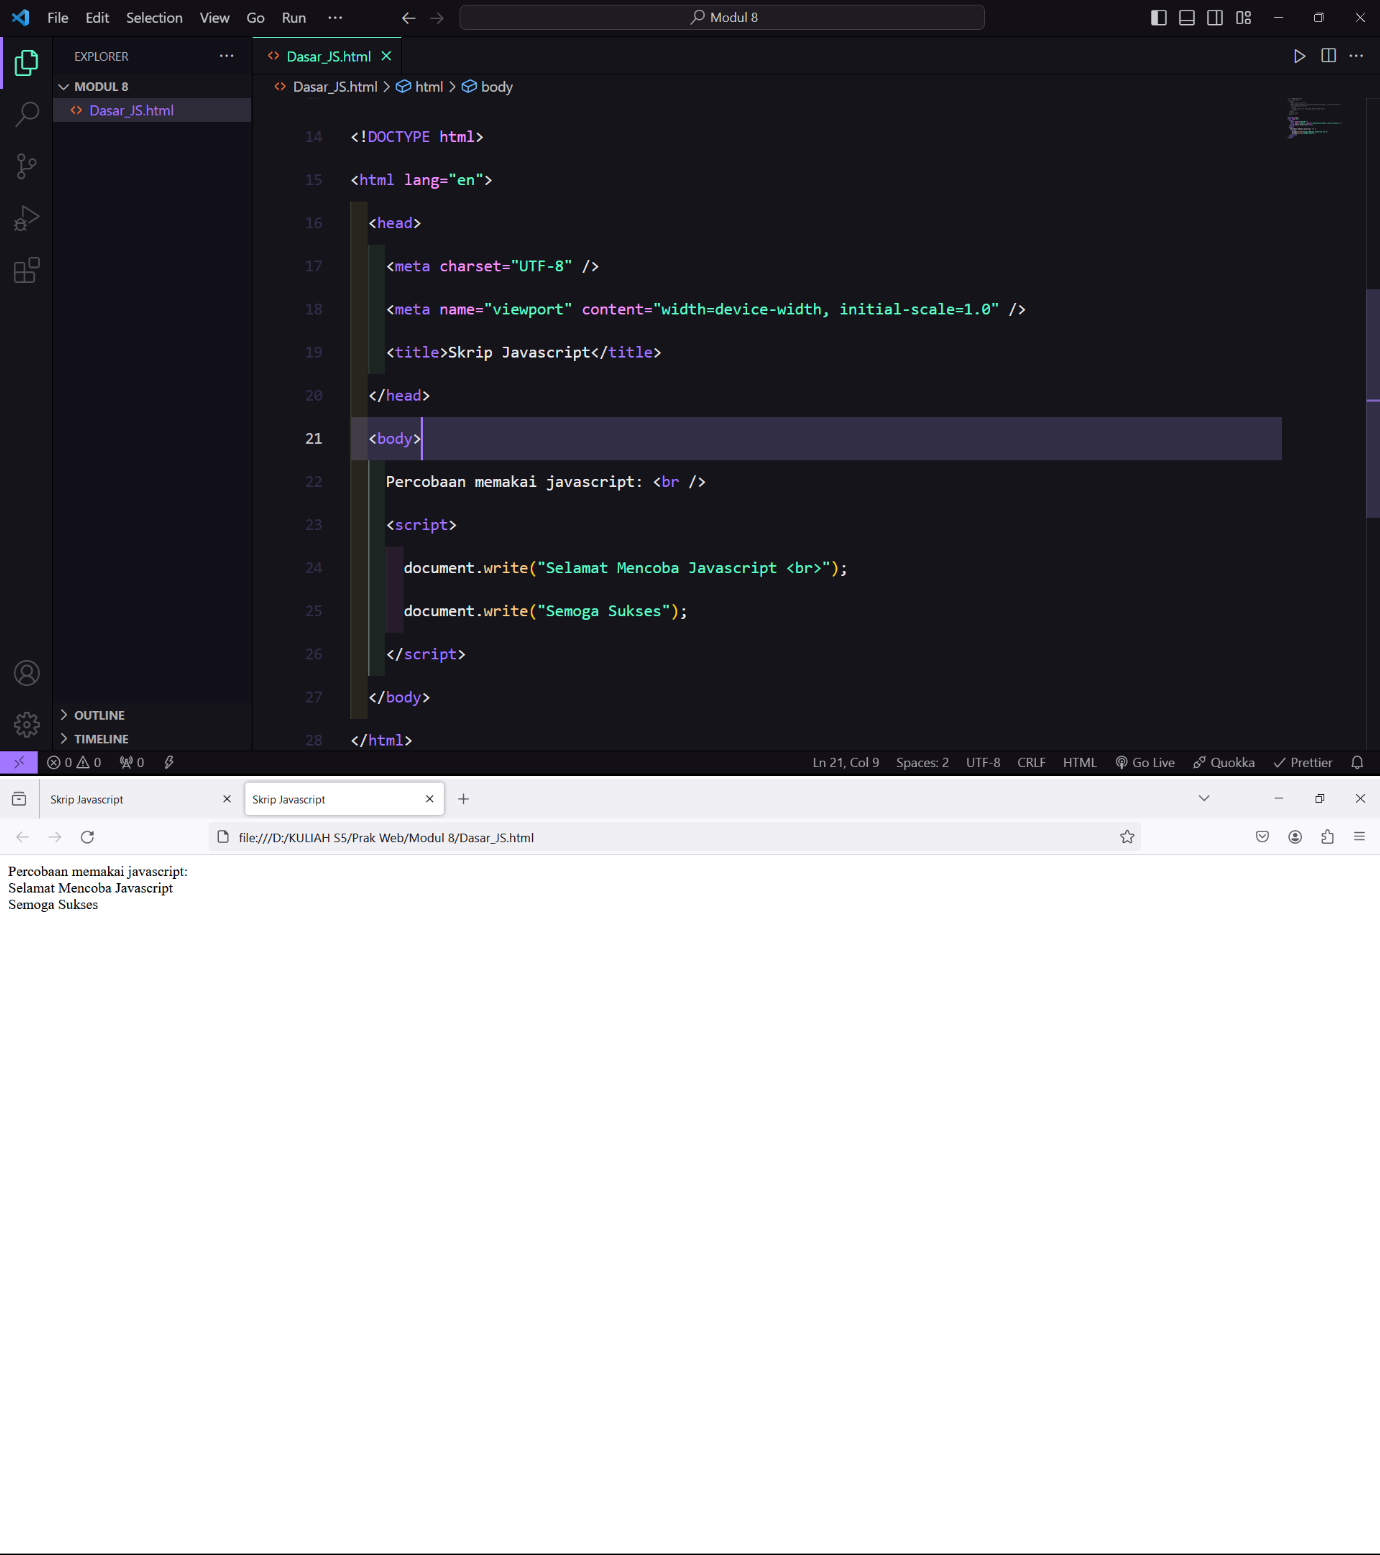 File Edit Selection View Go Run ··· Modul 8
EXPLORER ···
MODUL 8
Dasar_JS.html
OUTLINE
TIMELINE
Dasar_JS.html
Dasar_JS.html > html > body
14 <!DOCTYPE html>
15 <html lang="en">
16 <head>
17 <meta charset="UTF-8" />
18 <meta name="viewport" content="width=device-width, initial-scale=1.0" />
19 <title>Skrip Javascript</title>
20 </head>
21 <body>
22 Percobaan memakai javascript: <br />
23 <script>
24 document.write("Selamat Mencoba Javascript <br>");
25 document.write("Semoga Sukses");
26 </script>
27 </body>
28 </html>
0 0 0 Ln 21, Col 9 Spaces: 2 UTF-8 CRLF HTML Go Live Quokka Prettier
Skrip Javascript Skrip Javascript
file:///D:/KULIAH S5/Prak Web/Modul 8/Dasar_JS.html
Percobaan memakai javascript:
Selamat Mencoba Javascript
Semoga Sukses